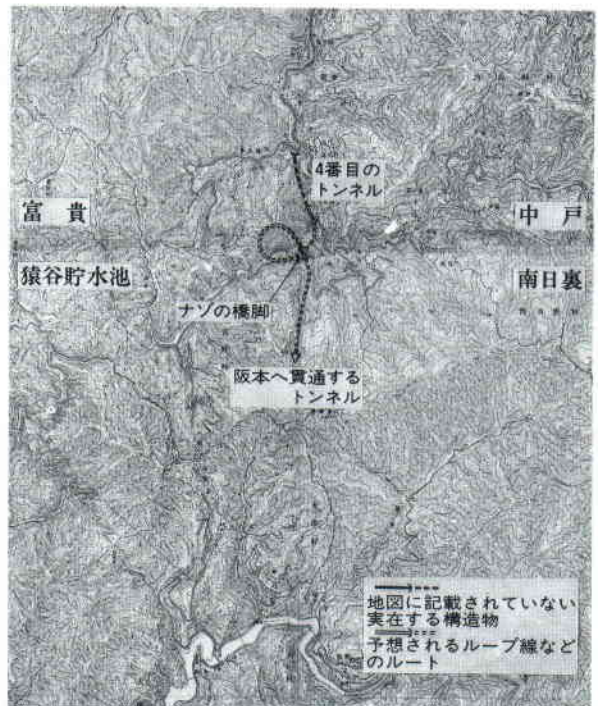 4番目の
トンネル
富貴
中戸
猿谷貯水池
南日裏
ナゾの橋脚
阪本へ貫通する
トンネル
地図に記載されていない
実在する構造物
予想されるループ線など
のルート